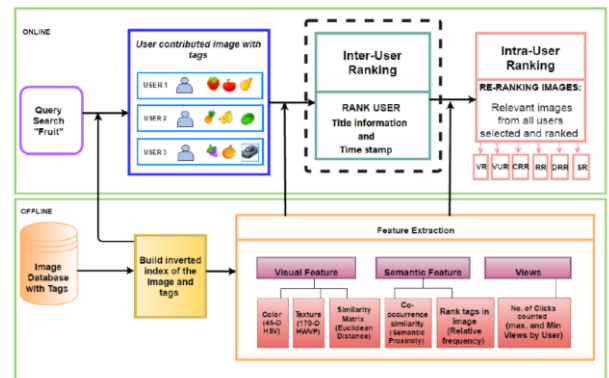 ONLINE
Query
Search
"Fruit"
User contributed image with
tags
USER 1
USER 2
USER 3
Inter-User
Ranking
RANK USER
Title information
and
Time stamp
Intra-User
Ranking
RE-RANKING IMAGES:
Relevant images
from all users
selected and ranked
VR
VUR
CRR
RR
DRR
SR
OFFLINE
Image
Database
with Tags
Build inverted
index of the
image and
tags
Feature Extraction
Visual Feature
Semantic Feature
Views
Color
(45-D
HSV)
Texture
(170-D
HWVP)
Similarity
Matrix
(Euclidean
Distance)
Co-
occurrence
similarity
(Semantic
Proximity)
Rank tags in
image
(Relative
frequency)
No. of Clicks
counted
(max. and Min
Views by User)